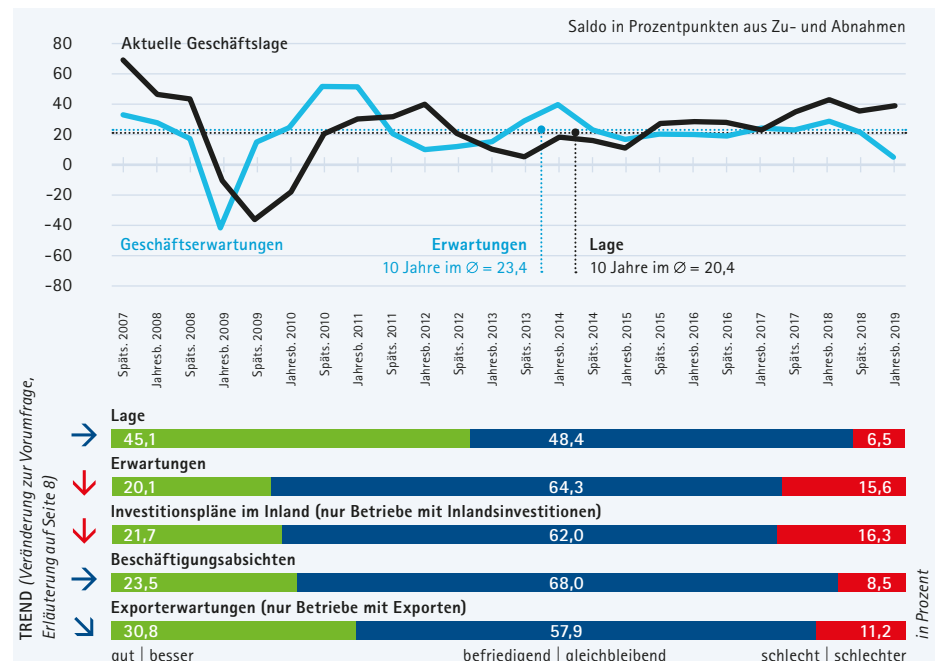 Saldo in Prozentpunkten aus Zu- und Abnahmen
80
Aktuelle Geschäftslage
60
40
20
0
-20
-40
-60
-80
Geschäftserwartungen
Erwartungen
10 Jahre im Ø = 23,4
Lage
10 Jahre im Ø = 20,4
Späts. 2007
Jahresb. 2008
Späts. 2008
Jahresb. 2009
Späts. 2009
Jahresb. 2010
Späts. 2010
Jahresb. 2011
Späts. 2011
Jahresb. 2012
Späts. 2012
Jahresb. 2013
Späts. 2013
Jahresb. 2014
Späts. 2014
Jahresb. 2015
Späts. 2015
Jahresb. 2016
Späts. 2016
Jahresb. 2017
Späts. 2017
Jahresb. 2018
Späts. 2018
Jahresb. 2019
TREND (Veränderung zur Vorumfrage,
Erläuterung auf Seite 8)
Lage
45,1 48,4 6,5
Erwartungen
20,1 64,3 15,6
Investitionspläne im Inland (nur Betriebe mit Inlandsinvestitionen)
21,7 62,0 16,3
Beschäftigungsabsichten
23,5 68,0 8,5
Exporterwartungen (nur Betriebe mit Exporten)
30,8 57,9 11,2
in Prozent
gut | besser befriedigend | gleichbleibend schlecht | schlechter